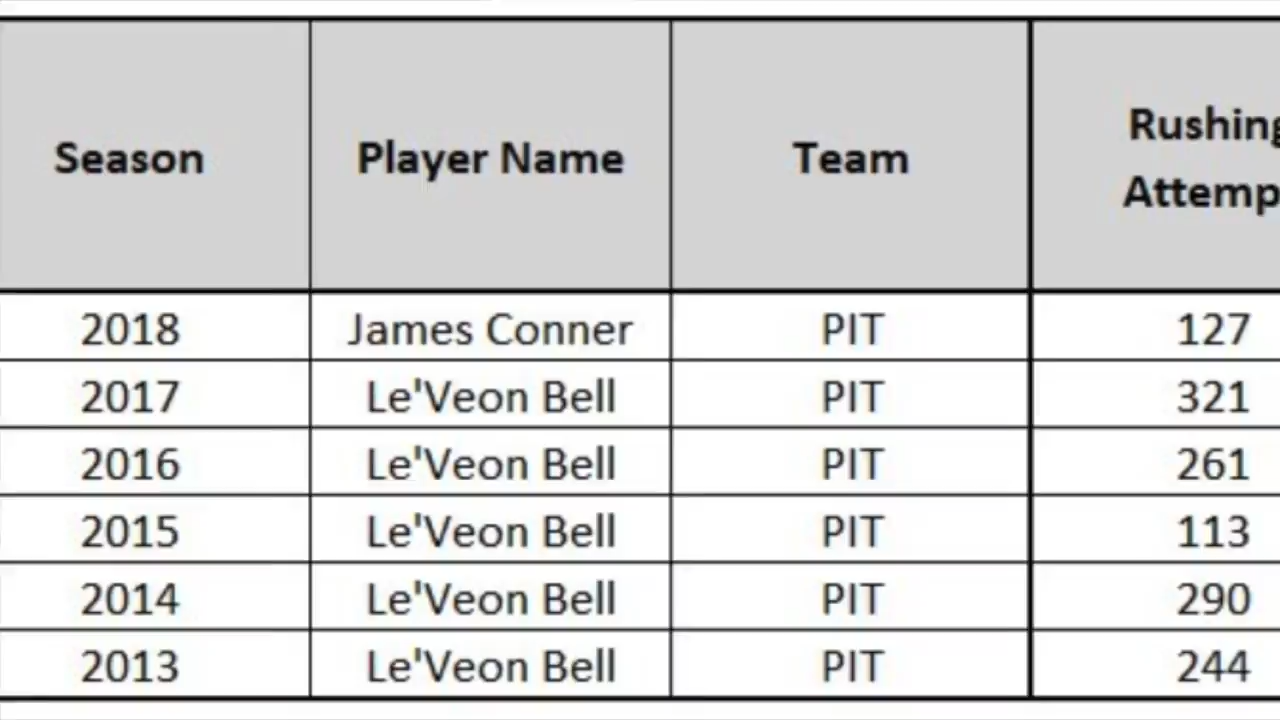 Season Player Name Team Rushing
Attemp
2018 James Conner PIT 127
2017 Le'Veon Bell PIT 321
2016 Le'Veon Bell PIT 261
2015 Le'Veon Bell PIT 113
2014 Le'Veon Bell PIT 290
2013 Le'Veon Bell PIT 244